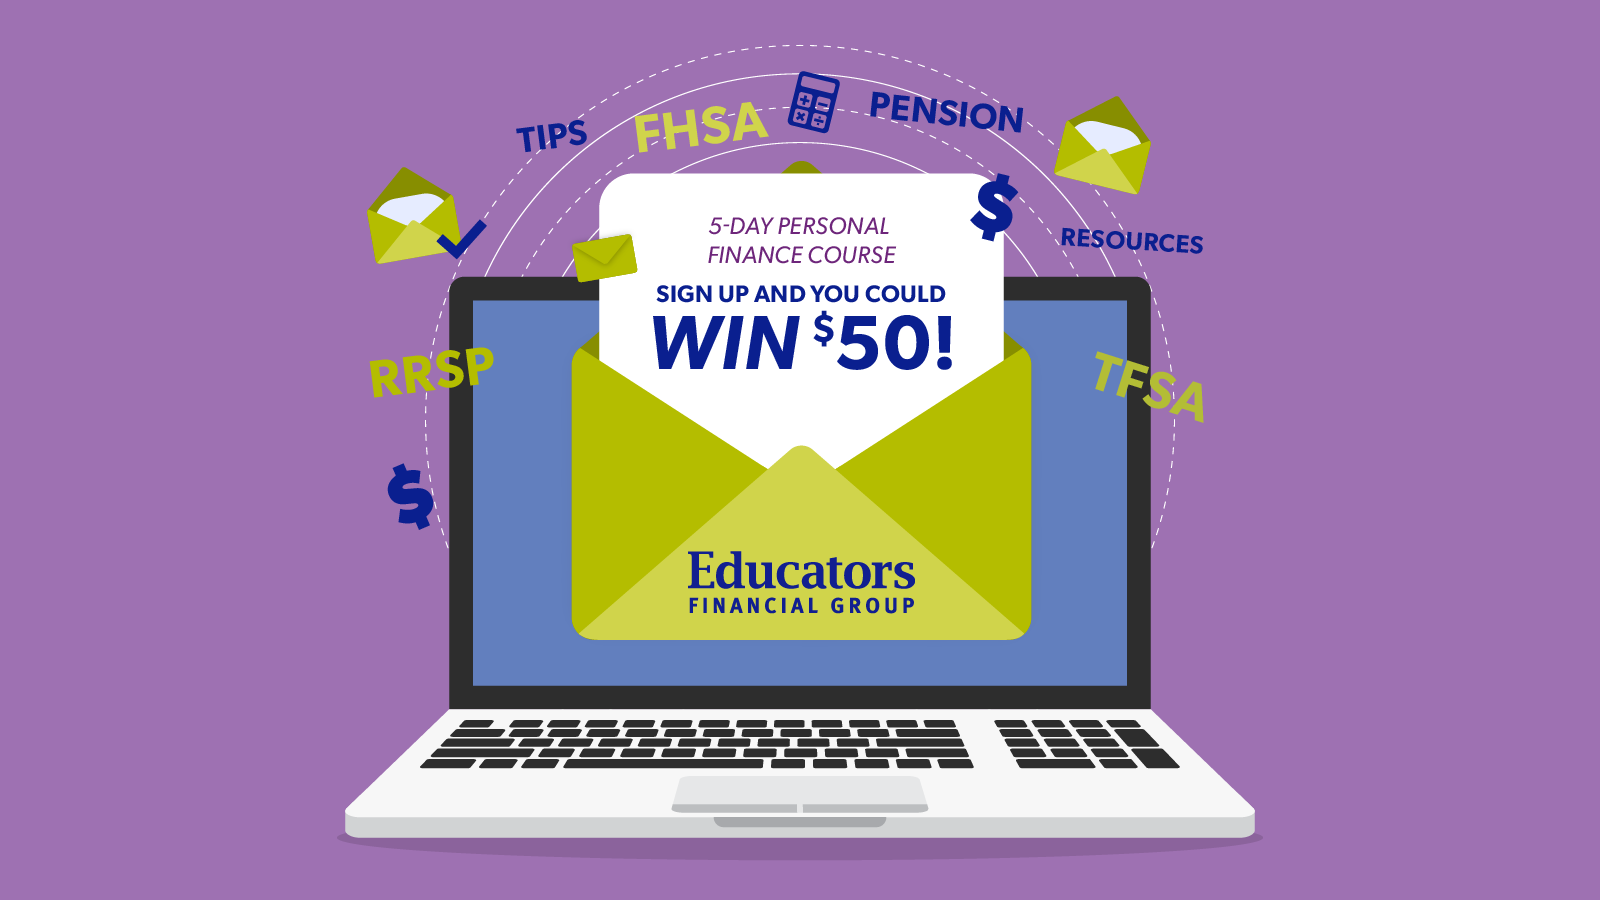 TIPS
FHSA
PENSION
$
RESOURCES
5-DAY PERSONAL
FINANCE COURSE
SIGN UP AND YOU COULD
WIN $50!
RRSP
TFSA
$
Educators
FINANCIAL GROUP